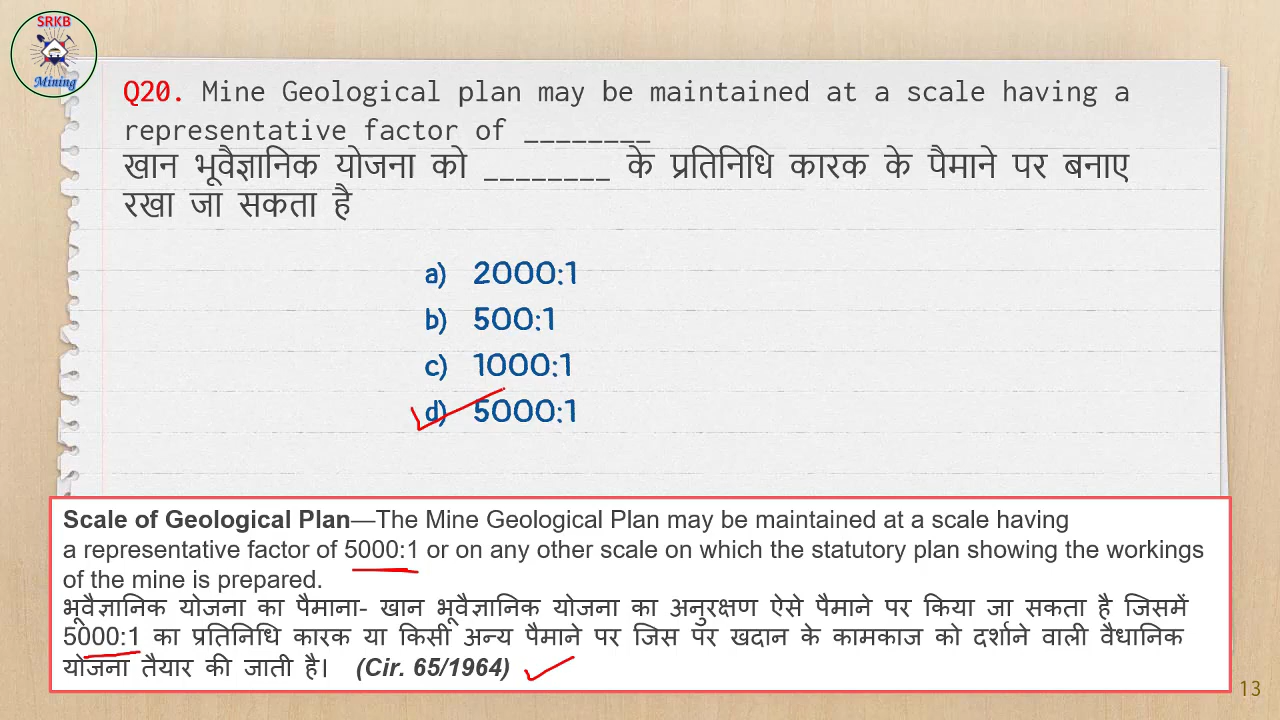 SRKB
Mining
Q20. Mine Geological plan may be maintained at a scale having a
representative factor of ________
खान भूवैज्ञानिक योजना को ________ के प्रतिनिधि कारक के पैमाने पर बनाए
रखा जा सकता है
a) 2000:1
b) 500:1
c) 1000:1
d) 5000:1
Scale of Geological Plan—The Mine Geological Plan may be maintained at a scale having
a representative factor of 5000:1 or on any other scale on which the statutory plan showing the workings
of the mine is prepared.
भूवैज्ञानिक योजना का पैमाना- खान भूवैज्ञानिक योजना का अनुरक्षण ऐसे पैमाने पर किया जा सकता है जिसमें
5000:1 का प्रतिनिधि कारक या किसी अन्य पैमाने पर जिस पर खदान के कामकाज को दर्शाने वाली वैधानिक
योजना तैयार की जाती है। (Cir. 65/1964)
13